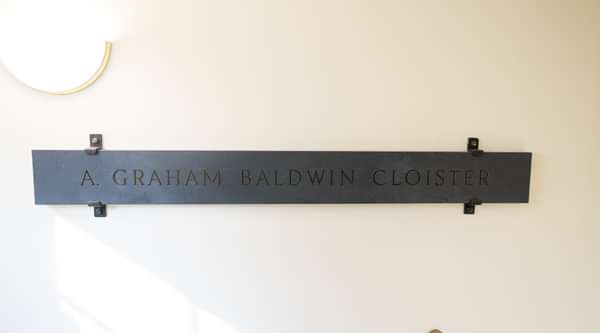 A. GRAHAM BALDWIN CLOISTER